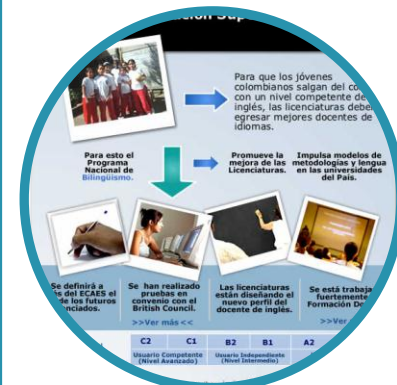 Para que los jóvenes
colombianos salgan del
con un nivel competente de
inglés, las licenciaturas
egresar mejores docentes de
idiomas.
Para esto el
Programa
Nacional de
Bilingüismo.
Promueve la
mejora de las
Licenciaturas.
Impulsa modelos de
metodologías y lengua
en las universidades
del País.
Se definirá a
del ECAES el
de los futuros
Se han realizado
pruebas en
convenio con el
British Council.
>>Ver más<<
Las licenciaturas
están diseñando el
nuevo perfil del
docente de inglés.
Se está
fuertemente
Formación
>>Ver
C2 C1 B2 B1 A2
Usuario Competente
(Nivel Avanzado)
Usuario Independiente
(Nivel Intermedio)